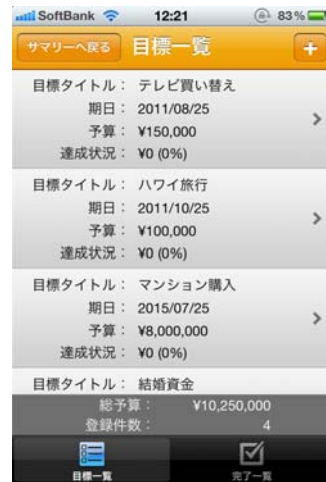 SoftBank 12:21 83%
サマリーへ戻る 目標一覧 +
目標タイトル： テレビ買い替え
期日： 2011/08/25
予算： ¥150,000
達成状況： ¥0 (0%)
目標タイトル： ハワイ旅行
期日： 2011/10/25
予算： ¥100,000
達成状況： ¥0 (0%)
目標タイトル： マンション購入
期日： 2015/07/25
予算： ¥8,000,000
達成状況： ¥0 (0%)
目標タイトル： 結婚資金
総予算： ¥10,250,000
登録件数： 4
目標一覧 完了一覧